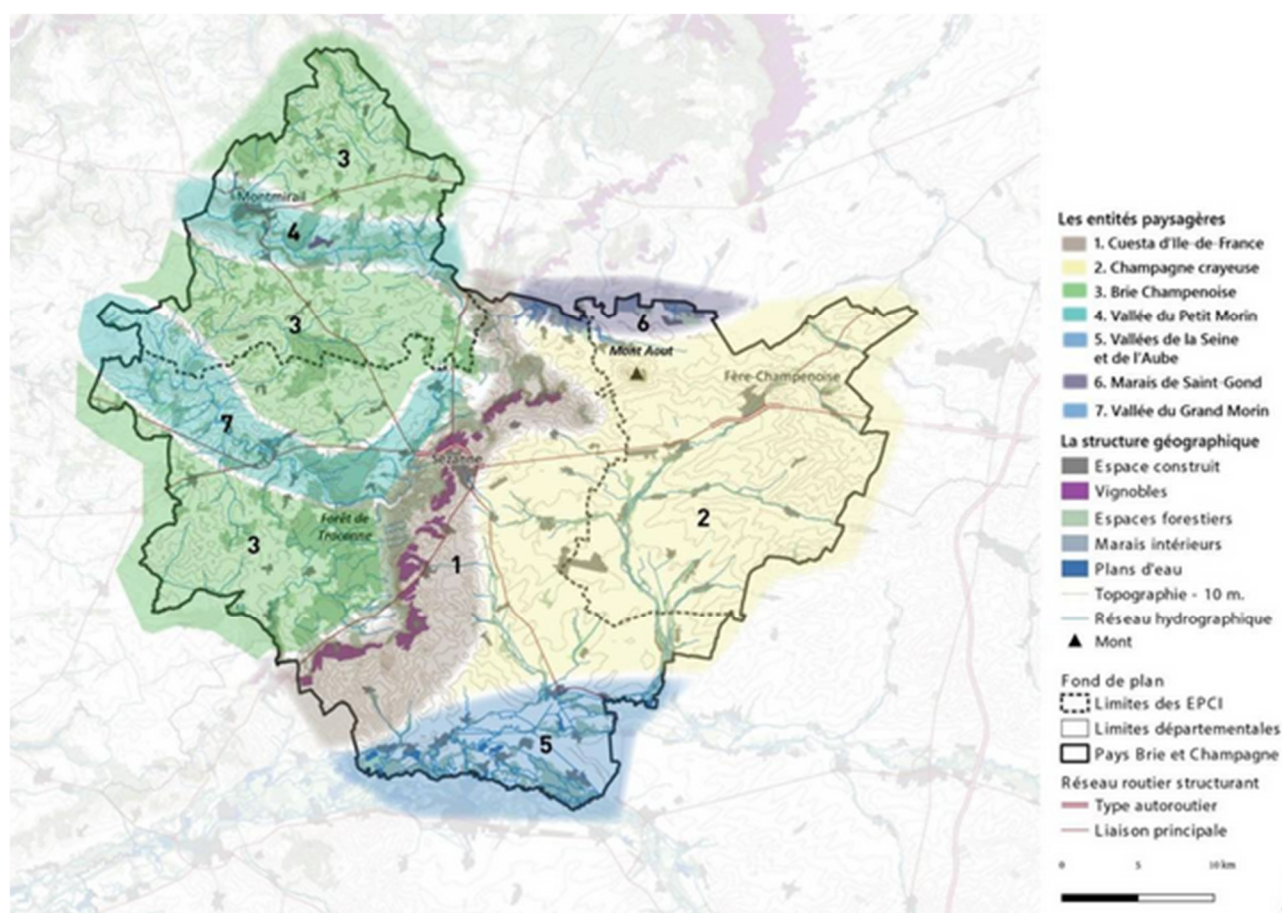 3
Montmirail
4
3
6
Mont Aout
Fère-Champenoise
7
Sézanne
2
Forêt de
Traconne
3
1
5
Les entités paysagères
1. Cuesta d'Ile-de-France
2. Champagne crayeuse
3. Brie Champenoise
4. Vallée du Petit Morin
5. Vallées de la Seine
et de l'Aube
6. Marais de Saint-Gond
7. Vallée du Grand Morin
La structure géographique
Espace construit
Vignobles
Espaces forestiers
Marais intérieurs
Plans d'eau
Topographie - 10 m.
Réseau hydrographique
Mont
Fond de plan
Limites des EPCI
Limites départementales
Pays Brie et Champagne
Réseau routier structurant
Type autoroutier
Liaison principale
0 5 10 km